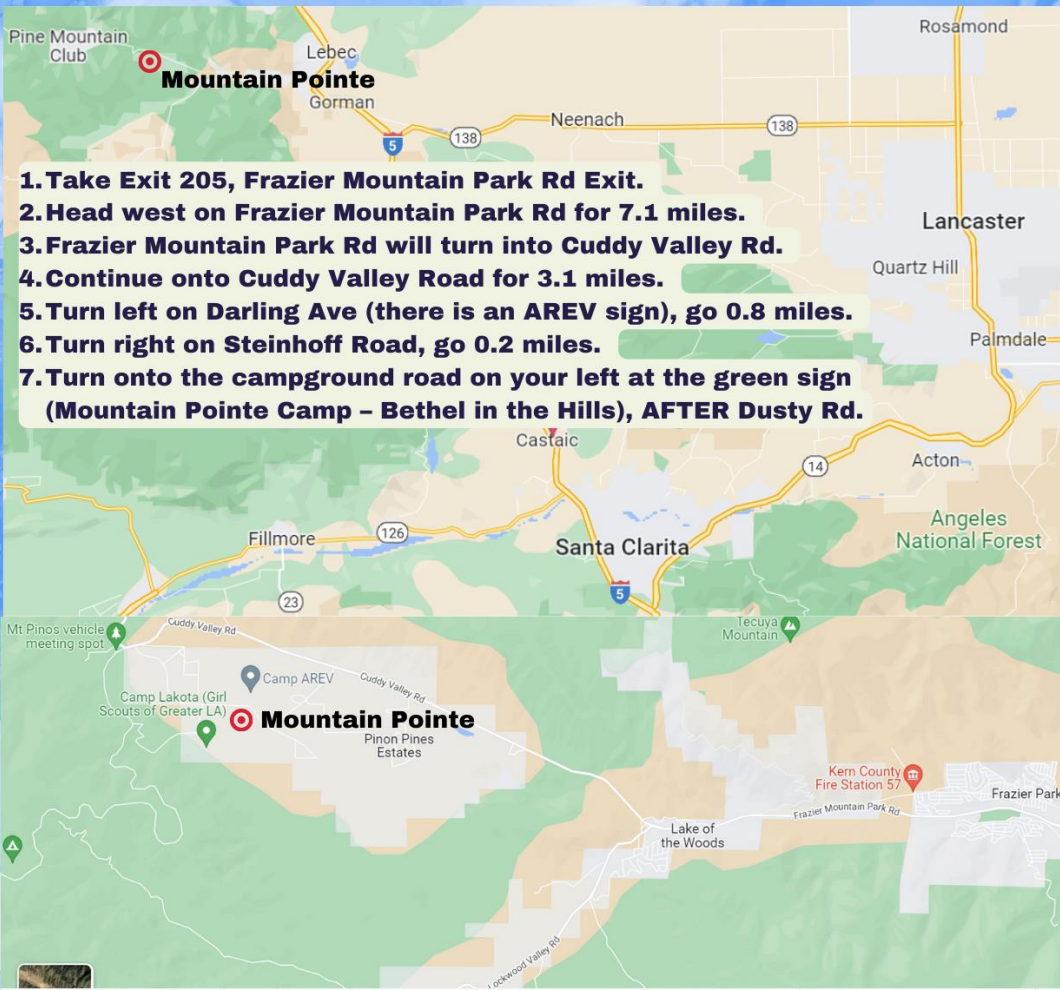 Pine Mountain
Club
Mountain Pointe
Lebec
Gorman
Rosamond
5
138
Neenach
138
1. Take Exit 205, Frazier Mountain Park Rd Exit.
2. Head west on Frazier Mountain Park Rd for 7.1 miles.
3. Frazier Mountain Park Rd will turn into Cuddy Valley Rd.
4. Continue onto Cuddy Valley Road for 3.1 miles.
5. Turn left on Darling Ave (there is an AREV sign), go 0.8 miles.
6. Turn right on Steinhoff Road, go 0.2 miles.
7. Turn onto the campground road on your left at the green sign
(Mountain Pointe Camp – Bethel in the Hills), AFTER Dusty Rd.
Lancaster
Quartz Hill
Palmdale
Castaic
14
Acton
Fillmore
126
Santa Clarita
Angeles
National Forest
23
5
Mt Pinos vehicle
meeting spot
Cuddy Valley Rd
Tecuya
Mountain
Camp AREV
Cuddy Valley Rd
Camp Lakota (Girl
Scouts of Greater LA)
Mountain Pointe
Pinon Pines
Estates
Kern County
Fire Station 57
Frazier Park
Frazier Mountain Park Rd
Lake of
the Woods
Lockwood Valley Rd